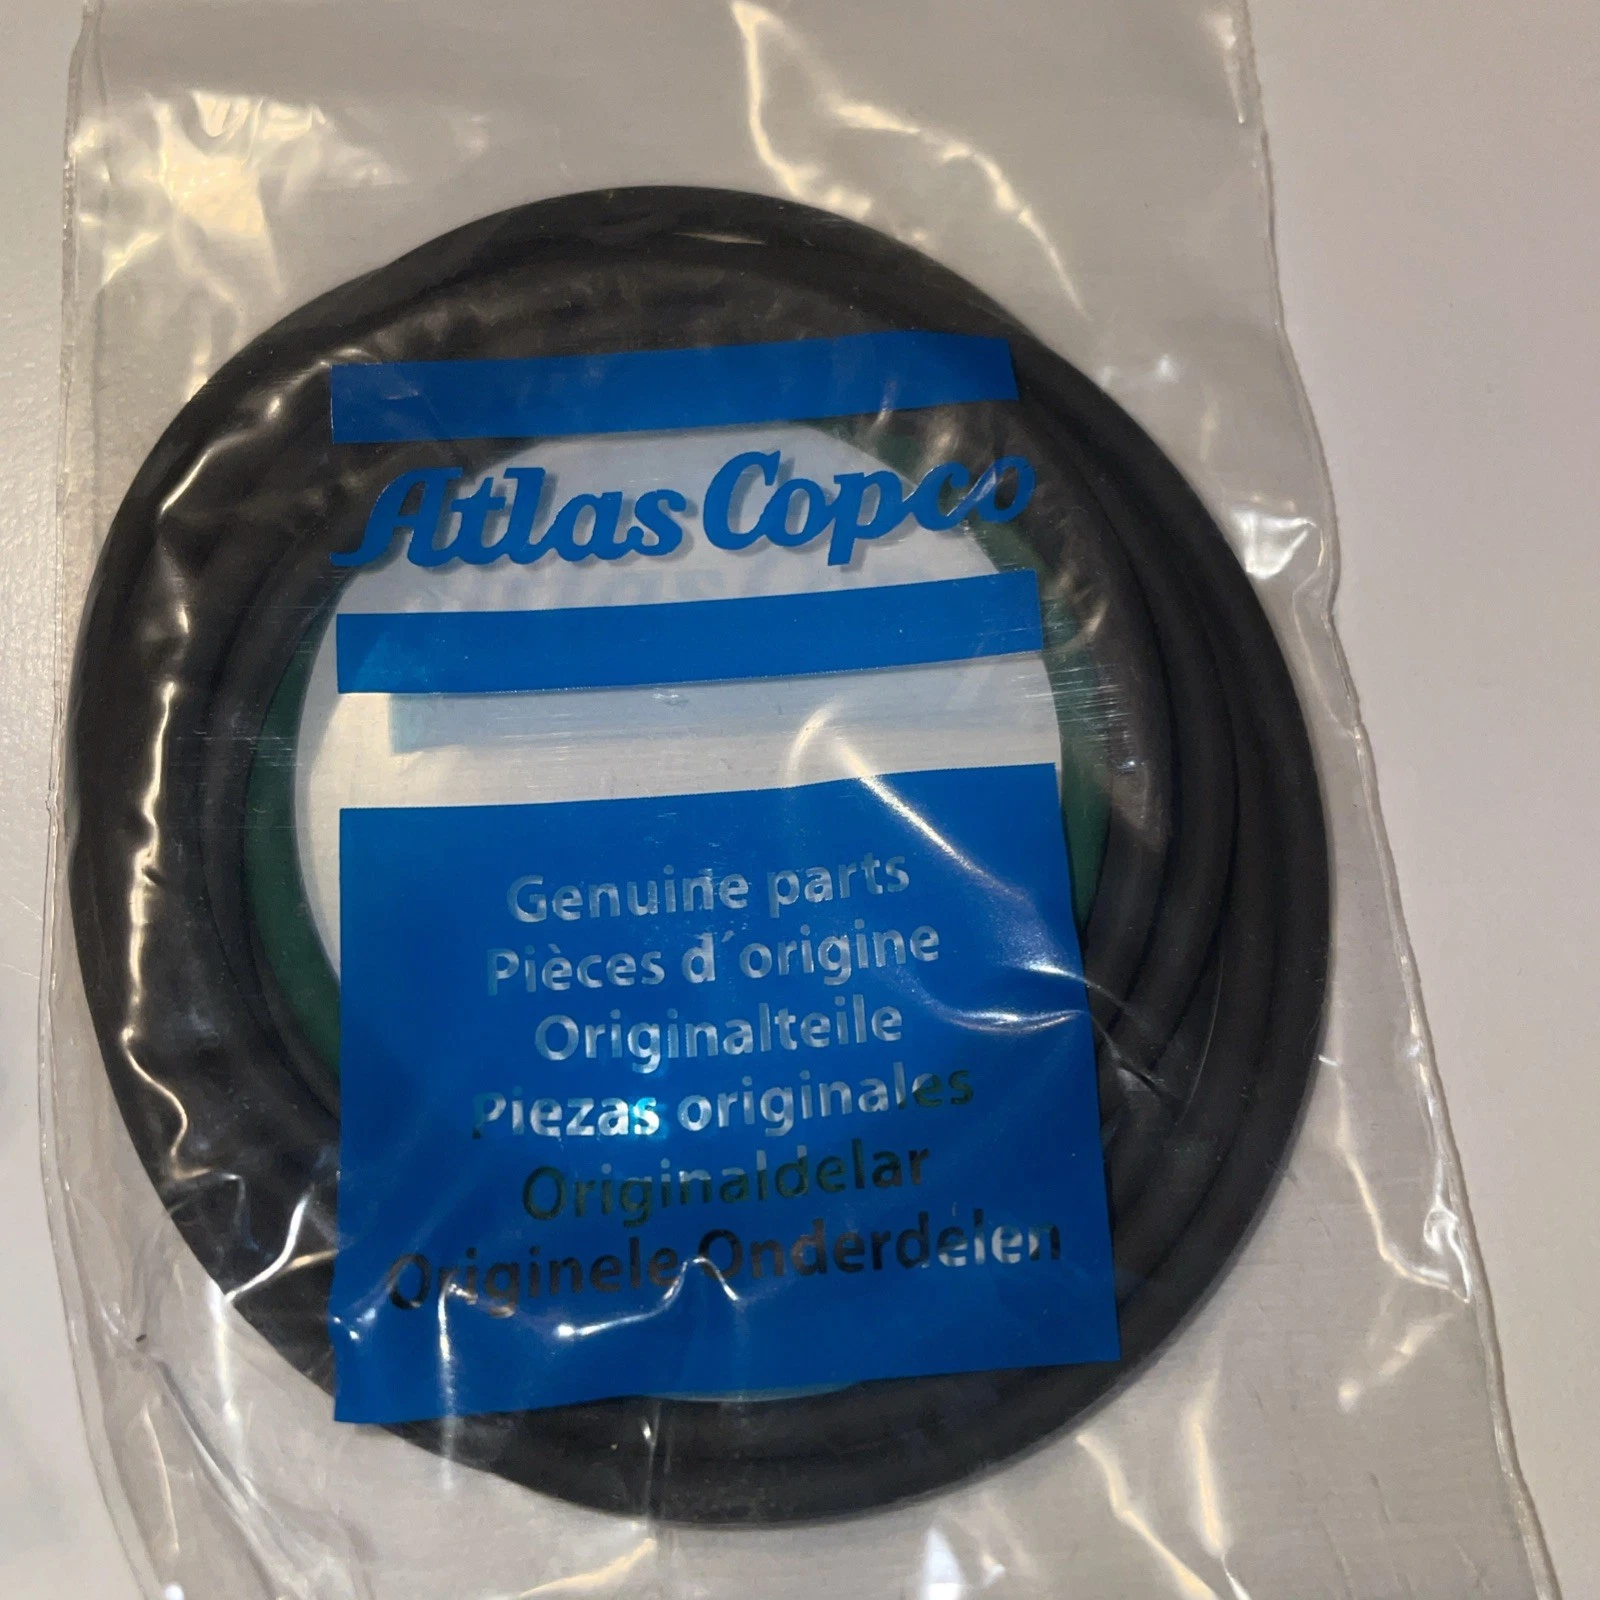 Atlas Copco
Genuine parts
Pièces d´origine
Originalteile
Piezas originales
Originaldelar
Originele Onderdelen